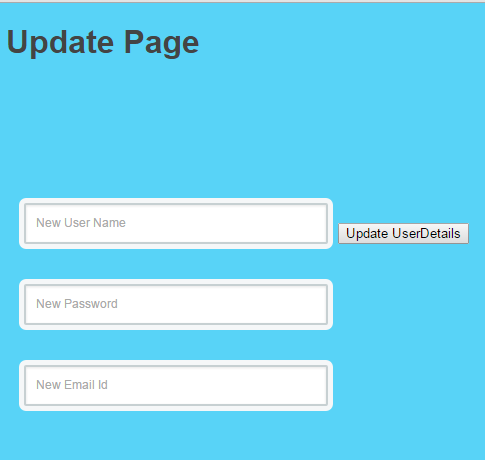 Update Page
New User Name
Update UserDetails
New Password
New Email Id